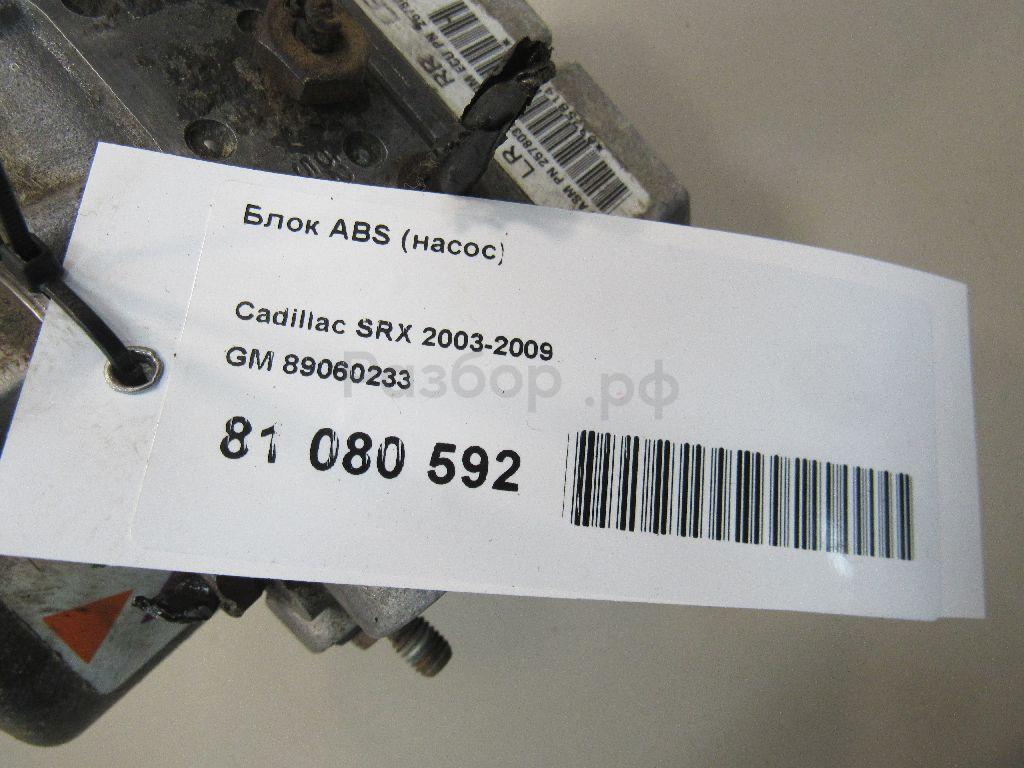 RR
LR
Блок ABS (насос)
Cadillac SRX 2003-2009
GM 89060233
Разбор.рф
81 080 592